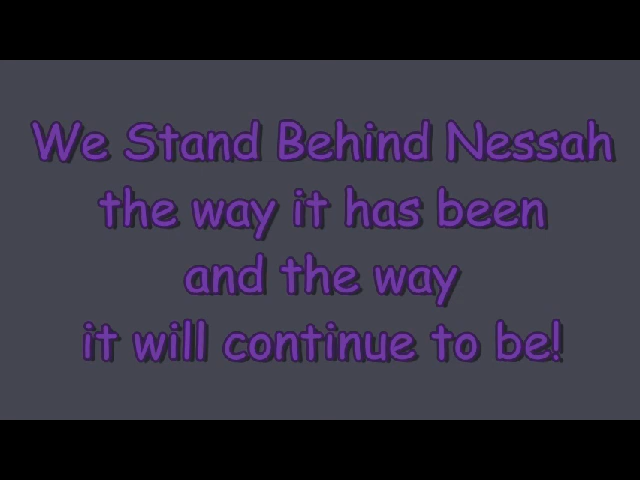 We Stand Behind Nessah
the way it has been
and the way
it will continue to be!